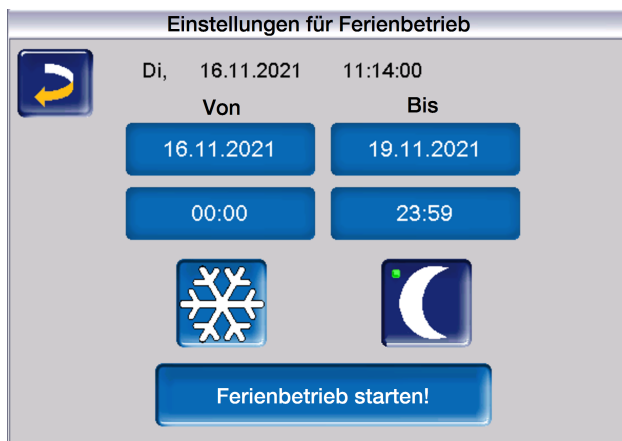 Einstellungen für Ferienbetrieb
Di, 16.11.2021 11:14:00
Von Bis
16.11.2021 19.11.2021
00:00 23:59
Ferienbetrieb starten!